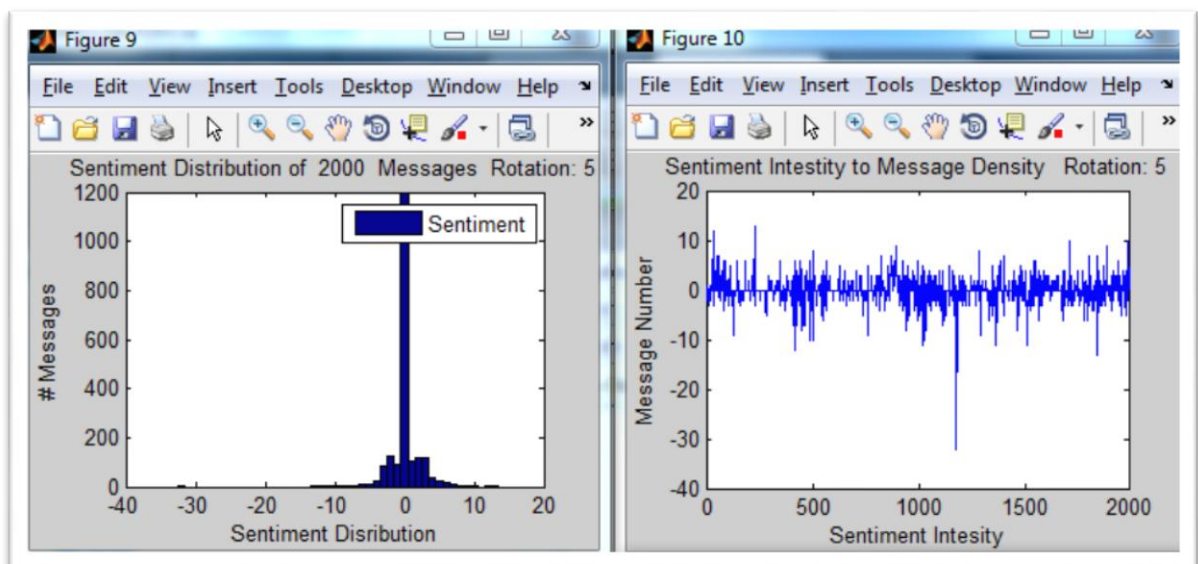 Figure 9
File Edit View Insert Tools Desktop Window Help
Sentiment Distribution of 2000 Messages Rotation: 5
1200
1000
800
600
400
200
0
# Messages
Sentiment
-40 -30 -20 -10 0 10 20
Sentiment Disribution
Figure 10
File Edit View Insert Tools Desktop Window Help
Sentiment Intestity to Message Density Rotation: 5
20
10
0
-10
-20
-30
-40
Message Number
0 500 1000 1500 2000
Sentiment Intesity